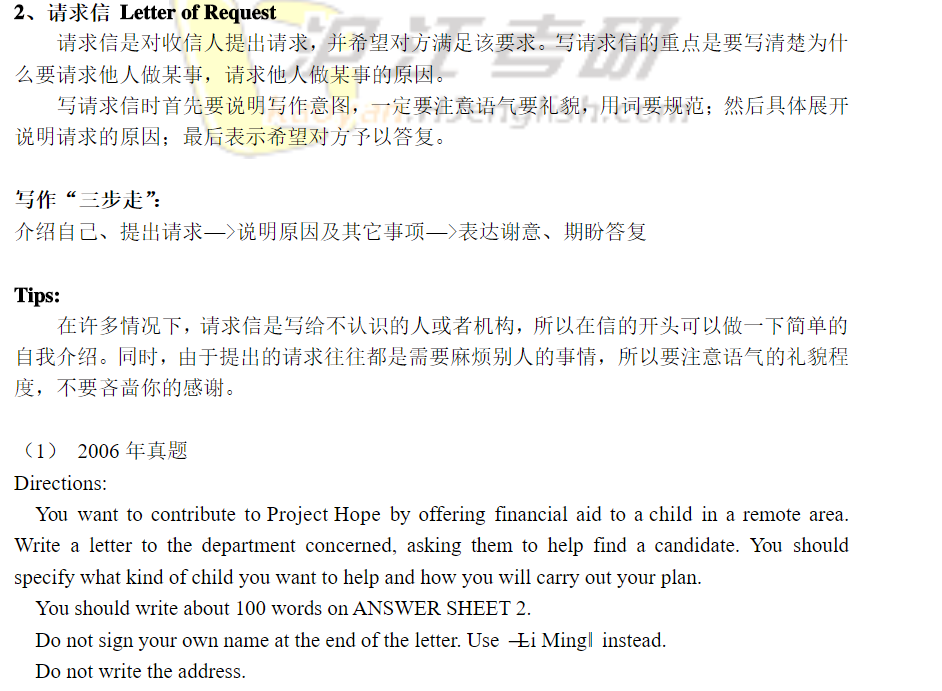 2、请求信 Letter of Request
请求信是对收信人提出请求，并希望对方满足该要求。写请求信的重点是要写清楚为什
么要请求他人做某事，请求他人做某事的原因。
写请求信时首先要说明写作意图，一定要注意语气要礼貌，用词要规范；然后具体展开
说明请求的原因；最后表示希望对方予以答复。
写作“三步走”：
介绍自己、提出请求—>说明原因及其它事项—>表达谢意、期盼答复
Tips:
在许多情况下，请求信是写给不认识的人或者机构，所以在信的开头可以做一下简单的
自我介绍。同时，由于提出的请求往往都是需要麻烦别人的事情，所以要注意语气的礼貌程
度，不要吝啬你的感谢。
（1） 2006 年真题
Directions:
You want to contribute to Project Hope by offering financial aid to a child in a remote area.
Write a letter to the department concerned, asking them to help find a candidate. You should
specify what kind of child you want to help and how you will carry out your plan.
You should write about 100 words on ANSWER SHEET 2.
Do not sign your own name at the end of the letter. Use ―Li Ming‖ instead.
Do not write the address.